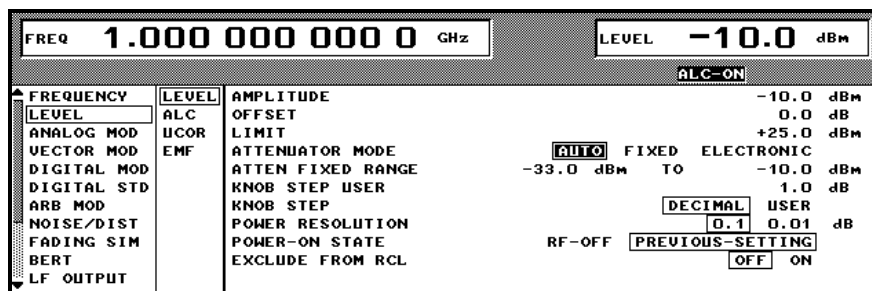 FREQ 1.000 000 000 0 GHz LEVEL -10.0 dBm
ALC-ON
FREQUENCY LEVEL AMPLITUDE -10.0 dBm
LEVEL ALC OFFSET 0.0 dB
ANALOG MOD UCOR LIMIT +25.0 dBm
VECTOR MOD EMF ATTENUATOR MODE AUTO FIXED ELECTRONIC
DIGITAL MOD ATTEN FIXED RANGE -33.0 dBm TO -10.0 dBm
DIGITAL STD KNOB STEP USER 1.0 dB
ARB MOD KNOB STEP DECIMAL USER
NOISE/DIST POWER RESOLUTION 0.1 0.01 dB
FADING SIM POWER-ON STATE RF-OFF PREVIOUS-SETTING
BERT EXCLUDE FROM RCL OFF ON
LF OUTPUT